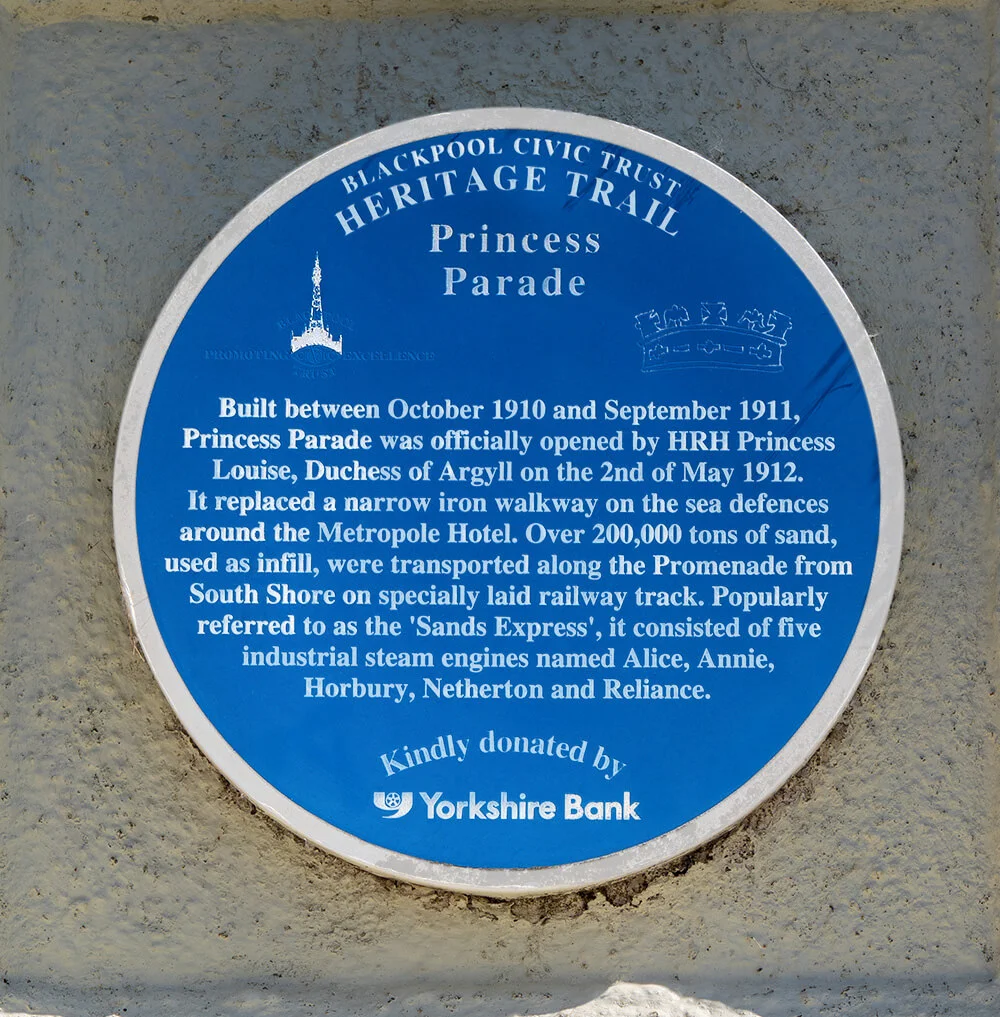 BLACKPOOL CIVIC TRUST
HERITAGE TRAIL
Princess
Parade
PROMOTING CIVIC EXCELLENCE
TRUST
Built between October 1910 and September 1911,
Princess Parade was officially opened by HRH Princess
Louise, Duchess of Argyll on the 2nd of May 1912.
It replaced a narrow iron walkway on the sea defences
around the Metropole Hotel. Over 200,000 tons of sand,
used as infill, were transported along the Promenade from
South Shore on specially laid railway track. Popularly
referred to as the 'Sands Express', it consisted of five
industrial steam engines named Alice, Annie,
Horbury, Netherton and Reliance.
Kindly donated by
Yorkshire Bank